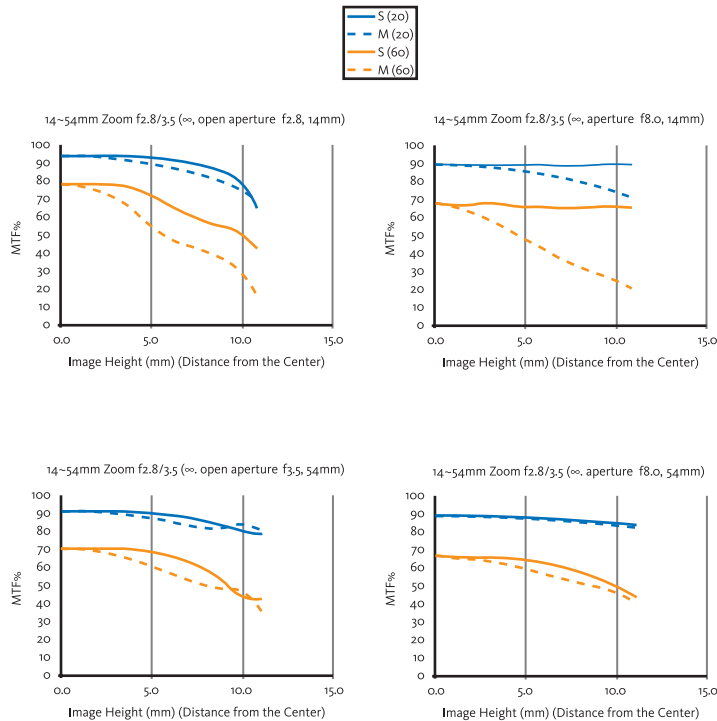 S (20)
M (20)
S (60)
M (60)
14~54mm Zoom f2.8/3.5 (∞, open aperture f2.8, 14mm)
100
90
80
70
60
50
40
30
20
10
0
MTF%
0.0 5.0 10.0 15.0
Image Height (mm) (Distance from the Center)
14~54mm Zoom f2.8/3.5 (∞, aperture f8.0, 14mm)
100
90
80
70
60
50
40
30
20
10
0
MTF%
0.0 5.0 10.0 15.0
Image Height (mm) (Distance from the Center)
14~54mm Zoom f2.8/3.5 (∞. open aperture f3.5, 54mm)
100
90
80
70
60
50
40
30
20
10
0
MTF%
0.0 5.0 10.0 15.0
Image Height (mm) (Distance from the Center)
14~54mm Zoom f2.8/3.5 (∞. aperture f8.0, 54mm)
100
90
80
70
60
50
40
30
20
10
0
MTF%
0.0 5.0 10.0 15.0
Image Height (mm) (Distance from the Center)